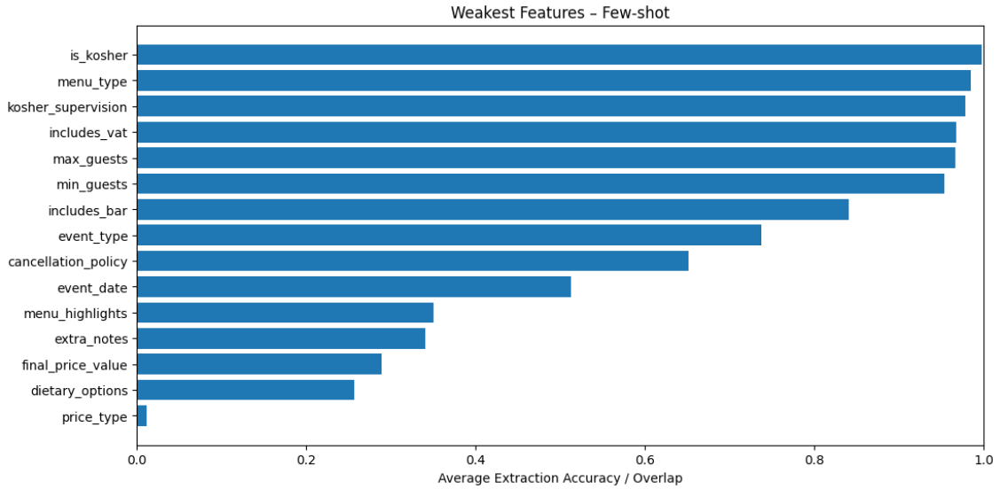 Weakest Features – Few-shot
is_kosher
menu_type
kosher_supervision
includes_vat
max_guests
min_guests
includes_bar
event_type
cancellation_policy
event_date
menu_highlights
extra_notes
final_price_value
dietary_options
price_type
0.0 0.2 0.4 0.6 0.8 1.0
Average Extraction Accuracy / Overlap